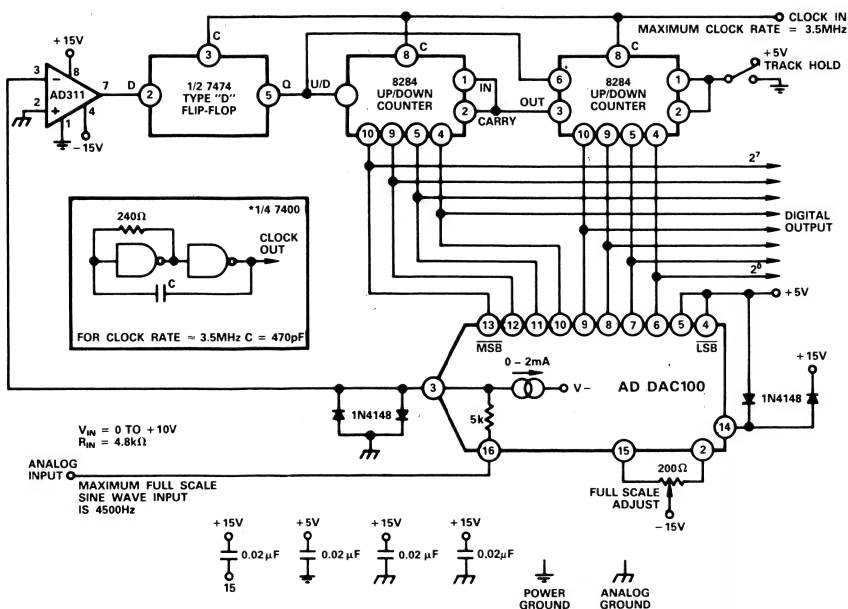 CLOCK IN
MAXIMUM CLOCK RATE = 3.5MHz
+15V
+5V
TRACK HOLD
C
3
C
8
C
8
3
8
AD311
7
D
2
1/2 7474
TYPE "D"
FLIP-FLOP
5
Q
U/D
8284
UP/DOWN
COUNTER
1
IN
2
CARRY
6
OUT
3
8284
UP/DOWN
COUNTER
1
2
2
1
4
-15V
10
9
5
4
10
9
5
4
2⁷
DIGITAL
OUTPUT
2⁰
*1/4 7400
240Ω
CLOCK
OUT
C
FOR CLOCK RATE ≈ 3.5MHz C = 470pF
+5V
13
12
11
10
9
8
7
6
5
4
MSB
LSB
0 – 2mA
V–
AD DAC100
+15V
3
1N4148
5k
1N4148
14
16
15
2
V_IN = 0 TO +10V
R_IN = 4.8kΩ
ANALOG
INPUT
MAXIMUM FULL SCALE
SINE WAVE INPUT
IS 4500Hz
200Ω
FULL SCALE
ADJUST
-15V
+15V
+5V
+15V
+15V
0.02µF
0.02µF
0.02µF
0.02µF
15
POWER
GROUND
ANALOG
GROUND